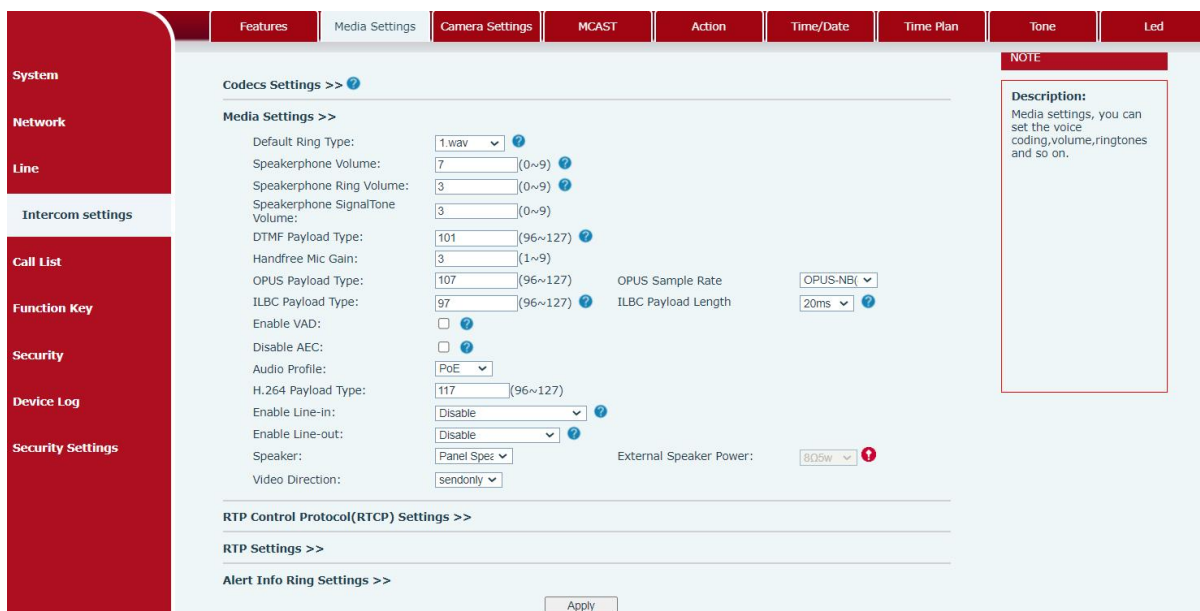 Features Media Settings Camera Settings MCAST Action Time/Date Time Plan Tone Led
System
Network
Line
Intercom settings
Call List
Function Key
Security
Device Log
Security Settings
Codecs Settings >> ?
Media Settings >>
Default Ring Type: 1.wav ?
Speakerphone Volume: 7 (0~9) ?
Speakerphone Ring Volume: 3 (0~9) ?
Speakerphone SignalTone
Volume: 3 (0~9)
DTMF Payload Type: 101 (96~127) ?
Handfree Mic Gain: 3 (1~9)
OPUS Payload Type: 107 (96~127) OPUS Sample Rate OPUS-NB(
ILBC Payload Type: 97 (96~127) ? ILBC Payload Length 20ms ?
Enable VAD: ?
Disable AEC: ?
Audio Profile: PoE
H.264 Payload Type: 117 (96~127)
Enable Line-in: Disable ?
Enable Line-out: Disable ?
Speaker: Panel Spea External Speaker Power: 8Ω5w
Video Direction: sendonly
RTP Control Protocol(RTCP) Settings >>
RTP Settings >>
Alert Info Ring Settings >>
Apply
NOTE
Description:
Media settings, you can
set the voice
coding,volume,ringtones
and so on.